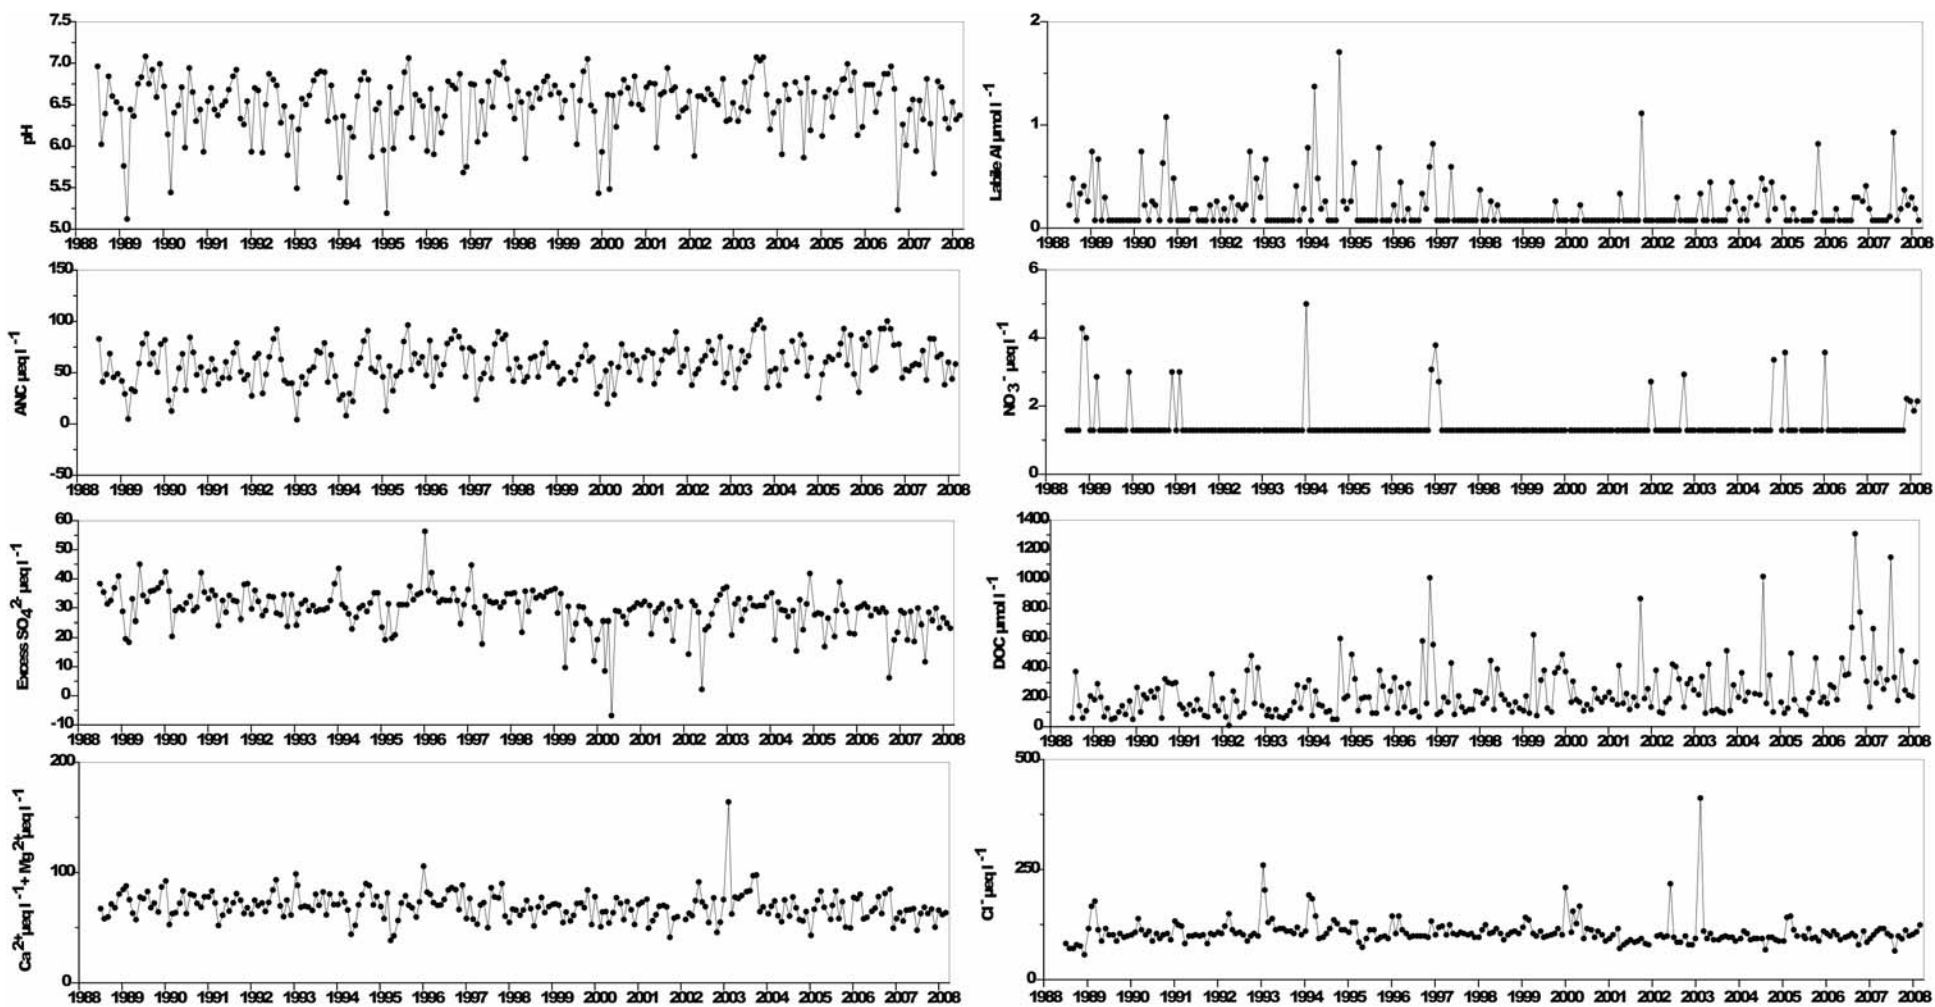 7.5
7.0
6.5
6.0
5.5
5.0
pH
1988 1989 1990 1991 1992 1993 1994 1995 1996 1997 1998 1999 2000 2001 2002 2003 2004 2005 2006 2007 2008
2
1
0
Labile Al µmol l⁻¹
1988 1989 1990 1991 1992 1993 1994 1995 1996 1997 1998 1999 2000 2001 2002 2003 2004 2005 2006 2007 2008
150
100
50
0
-50
ANC µeq l⁻¹
1988 1989 1990 1991 1992 1993 1994 1995 1996 1997 1998 1999 2000 2001 2002 2003 2004 2005 2006 2007 2008
6
4
2
0
NO₃⁻ µeq l⁻¹
1988 1989 1990 1991 1992 1993 1994 1995 1996 1997 1998 1999 2000 2001 2002 2003 2004 2005 2006 2007 2008
60
50
40
30
20
10
0
-10
Excess SO₄²⁻ µeq l⁻¹
1988 1989 1990 1991 1992 1993 1994 1995 1996 1997 1998 1999 2000 2001 2002 2003 2004 2005 2006 2007 2008
1400
1200
1000
800
600
400
200
0
DOC µmol l⁻¹
1988 1989 1990 1991 1992 1993 1994 1995 1996 1997 1998 1999 2000 2001 2002 2003 2004 2005 2006 2007 2008
200
100
0
Ca²⁺ µeq l⁻¹ + Mg²⁺ µeq l⁻¹
1988 1989 1990 1991 1992 1993 1994 1995 1996 1997 1998 1999 2000 2001 2002 2003 2004 2005 2006 2007 2008
500
250
0
Cl⁻ µeq l⁻¹
1988 1989 1990 1991 1992 1993 1994 1995 1996 1997 1998 1999 2000 2001 2002 2003 2004 2005 2006 2007 2008